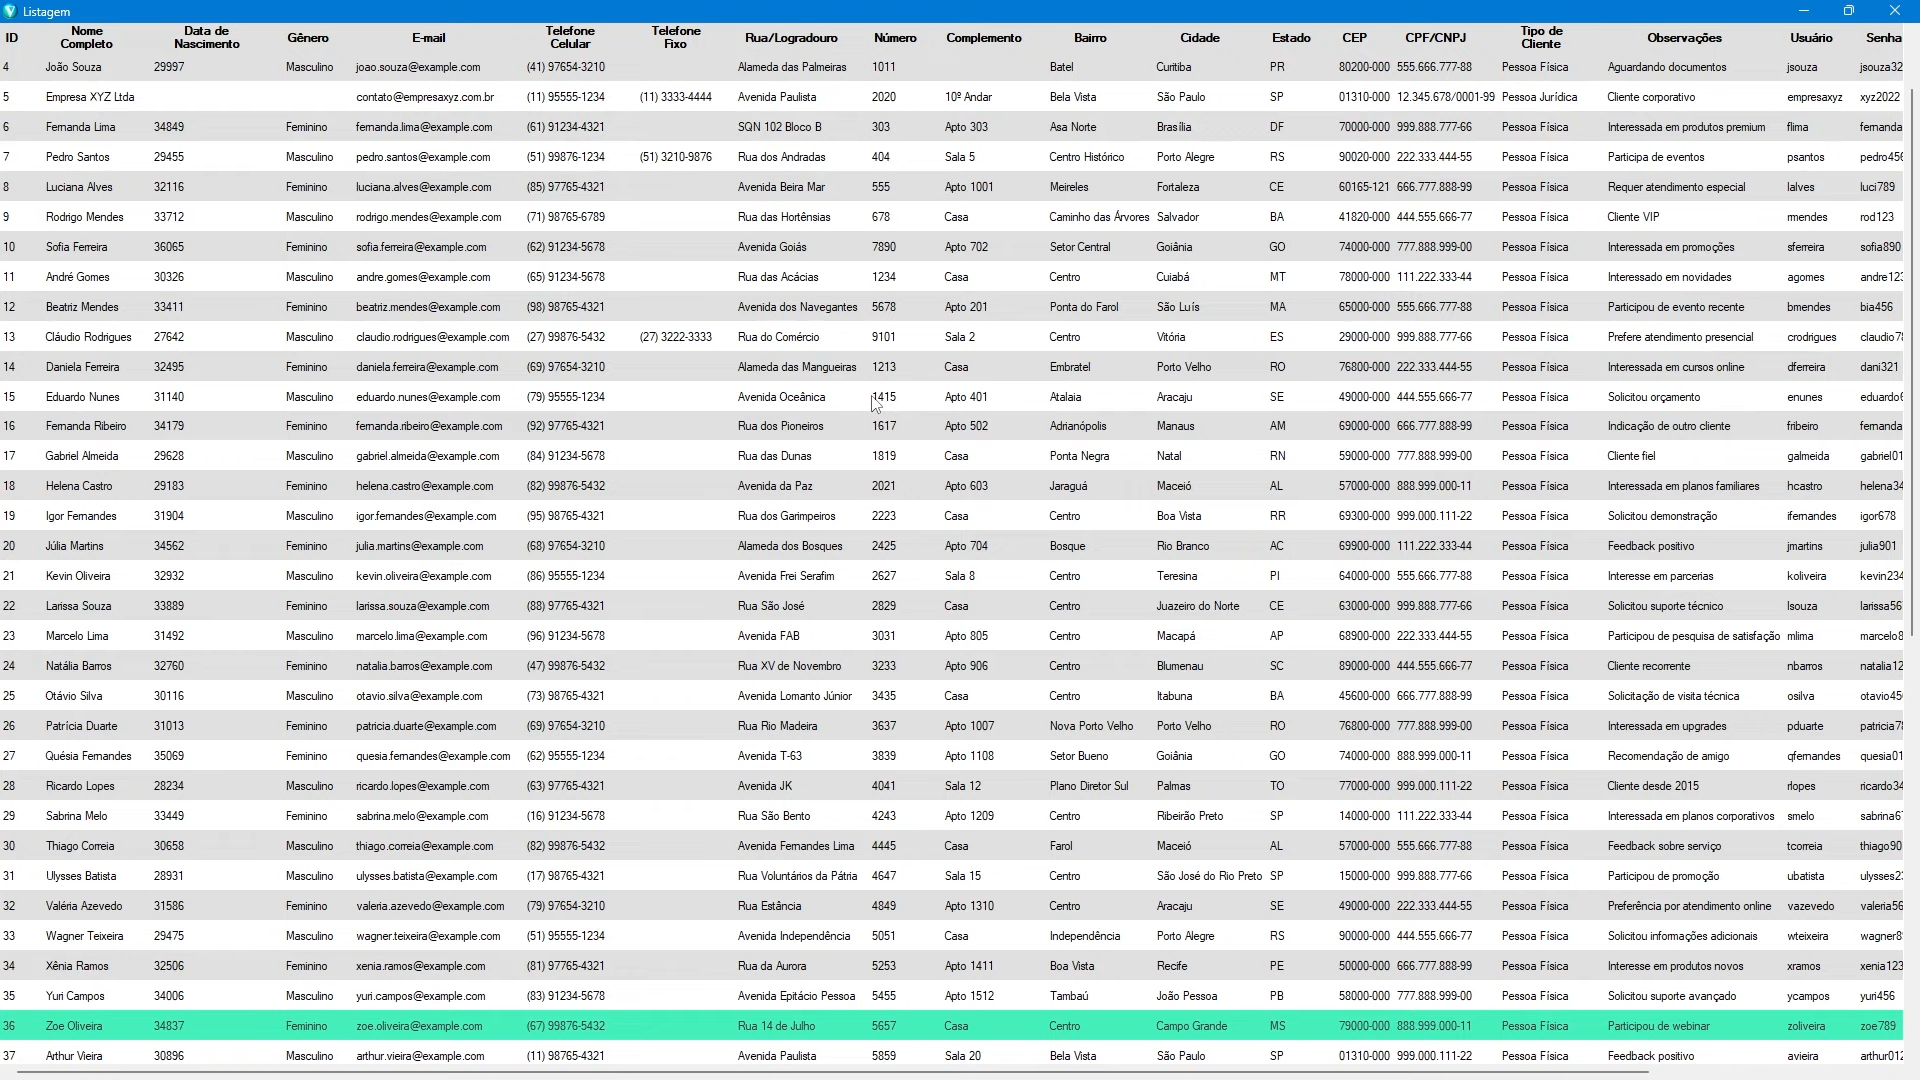 Listagem
ID Nome Completo Data de Nascimento Gênero E-mail Telefone Celular Telefone Fixo Rua/Logradouro Número Complemento Bairro Cidade Estado CEP CPF/CNPJ Tipo de Cliente Observações Usuário Senha
4 João Souza 29997 Masculino joao.souza@example.com (41) 97654-3210 Alameda das Palmeiras 1011 Batel Curitiba PR 80200-000 555.666.777-88 Pessoa Física Aguardando documentos jsouza jsouza32
5 Empresa XYZ Ltda contato@empresaxyz.com.br (11) 95555-1234 (11) 3333-4444 Avenida Paulista 2020 10º Andar Bela Vista São Paulo SP 01310-000 12.345.678/0001-99 Pessoa Jurídica Cliente corporativo empresaxyz xyz2022
6 Fernanda Lima 34849 Feminino fernanda.lima@example.com (61) 91234-4321 SQN 102 Bloco B 303 Apto 303 Asa Norte Brasília DF 70000-000 999.888.777-66 Pessoa Física Interessada em produtos premium flima fernanda
7 Pedro Santos 29455 Masculino pedro.santos@example.com (51) 99876-1234 (51) 3210-9876 Rua dos Andradas 404 Sala 5 Centro Histórico Porto Alegre RS 90020-000 222.333.444-55 Pessoa Física Participa de eventos psantos pedro456
8 Luciana Alves 32116 Feminino luciana.alves@example.com (85) 97765-4321 Avenida Beira Mar 555 Apto 1001 Meireles Fortaleza CE 60165-121 666.777.888-99 Pessoa Física Requer atendimento especial lalves luci789
9 Rodrigo Mendes 33712 Masculino rodrigo.mendes@example.com (71) 98765-6789 Rua das Hortênsias 678 Casa Caminho das Árvores Salvador BA 41820-000 444.555.666-77 Pessoa Física Cliente VIP rmendes rod123
10 Sofia Ferreira 36065 Feminino sofia.ferreira@example.com (62) 91234-5678 Avenida Goiás 7890 Apto 702 Setor Central Goiânia GO 74000-000 777.888.999-00 Pessoa Física Interessada em promoções sferreira sofia890
11 André Gomes 30326 Masculino andre.gomes@example.com (65) 91234-5678 Rua das Acácias 1234 Casa Centro Cuiabá MT 78000-000 111.222.333-44 Pessoa Física Interessado em novidades agomes andre123
12 Beatriz Mendes 33411 Feminino beatriz.mendes@example.com (98) 98765-4321 Avenida dos Navegantes 5678 Apto 201 Ponta do Farol São Luís MA 65000-000 555.666.777-88 Pessoa Física Participou de evento recente bmendes bia456
13 Cláudio Rodrigues 27642 Masculino claudio.rodrigues@example.com (27) 99876-5432 (27) 3222-3333 Rua do Comércio 9101 Sala 2 Centro Vitória ES 29000-000 999.888.777-66 Pessoa Física Prefere atendimento presencial crodrigues claudio78
14 Daniela Ferreira 32495 Feminino daniela.ferreira@example.com (69) 97654-3210 Alameda das Mangueiras 1213 Casa Embratel Porto Velho RO 76800-000 222.333.444-55 Pessoa Física Interessada em cursos online dferreira dani321
15 Eduardo Nunes 31140 Masculino eduardo.nunes@example.com (79) 95555-1234 Avenida Oceânica 1415 Apto 401 Atalaia Aracaju SE 49000-000 444.555.666-77 Pessoa Física Solicitou orçamento enunes eduardo6
16 Fernanda Ribeiro 34179 Feminino fernanda.ribeiro@example.com (92) 97765-4321 Rua dos Pioneiros 1617 Apto 502 Adrianópolis Manaus AM 69000-000 666.777.888-99 Pessoa Física Indicação de outro cliente fribeiro fernanda
17 Gabriel Almeida 29628 Masculino gabriel.almeida@example.com (84) 91234-5678 Rua das Dunas 1819 Casa Ponta Negra Natal RN 59000-000 777.888.999-00 Pessoa Física Cliente fiel galmeida gabriel01
18 Helena Castro 29183 Feminino helena.castro@example.com (82) 99876-5432 Avenida da Paz 2021 Apto 603 Jaraguá Maceió AL 57000-000 888.999.000-11 Pessoa Física Interessada em planos familiares hcastro helena34
19 Igor Fernandes 31904 Masculino igor.fernandes@example.com (95) 98765-4321 Rua dos Garimpeiros 2223 Casa Centro Boa Vista RR 69300-000 999.000.111-22 Pessoa Física Solicitou demonstração ifernandes igor678
20 Júlia Martins 34562 Feminino julia.martins@example.com (68) 97654-3210 Alameda dos Bosques 2425 Apto 704 Bosque Rio Branco AC 69900-000 111.222.333-44 Pessoa Física Feedback positivo jmartins julia901
21 Kevin Oliveira 32932 Masculino kevin.oliveira@example.com (86) 95555-1234 Avenida Frei Serafim 2627 Sala 8 Centro Teresina PI 64000-000 555.666.777-88 Pessoa Física Interesse em parcerias koliveira kevin234
22 Larissa Souza 33889 Feminino larissa.souza@example.com (88) 97765-4321 Rua São José 2829 Casa Centro Juazeiro do Norte CE 63000-000 999.888.777-66 Pessoa Física Solicitou suporte técnico lsouza larissa56
23 Marcelo Lima 31492 Masculino marcelo.lima@example.com (96) 91234-5678 Avenida FAB 3031 Apto 805 Centro Macapá AP 68900-000 222.333.444-55 Pessoa Física Participou de pesquisa de satisfação mlima marcelo8
24 Natália Barros 32760 Feminino natalia.barros@example.com (47) 99876-5432 Rua XV de Novembro 3233 Apto 906 Centro Blumenau SC 89000-000 444.555.666-77 Pessoa Física Cliente recorrente nbarros natalia12
25 Otávio Silva 30116 Masculino otavio.silva@example.com (73) 98765-4321 Avenida Lomanto Júnior 3435 Casa Centro Itabuna BA 45600-000 666.777.888-99 Pessoa Física Solicitação de visita técnica osilva otavio45
26 Patrícia Duarte 31013 Feminino patricia.duarte@example.com (69) 97654-3210 Rua Rio Madeira 3637 Apto 1007 Nova Porto Velho Porto Velho RO 76800-000 777.888.999-00 Pessoa Física Interessada em upgrades pduarte patricia78
27 Quésia Fernandes 35069 Feminino quesia.fernandes@example.com (62) 95555-1234 Avenida T-63 3839 Apto 1108 Setor Bueno Goiânia GO 74000-000 888.999.000-11 Pessoa Física Recomendação de amigo qfernandes quesia01
28 Ricardo Lopes 28234 Masculino ricardo.lopes@example.com (63) 97765-4321 Avenida JK 4041 Sala 12 Plano Diretor Sul Palmas TO 77000-000 999.000.111-22 Pessoa Física Cliente desde 2015 rlopes ricardo34
29 Sabrina Melo 33449 Feminino sabrina.melo@example.com (16) 91234-5678 Rua São Bento 4243 Apto 1209 Centro Ribeirão Preto SP 14000-000 111.222.333-44 Pessoa Física Interessada em planos corporativos smelo sabrina6
30 Thiago Correia 30658 Masculino thiago.correia@example.com (82) 99876-5432 Avenida Fernandes Lima 4445 Casa Farol Maceió AL 57000-000 555.666.777-88 Pessoa Física Feedback sobre serviço tcorreia thiago90
31 Ulysses Batista 28931 Masculino ulysses.batista@example.com (17) 98765-4321 Rua Voluntários da Pátria 4647 Sala 15 Centro São José do Rio Preto SP 15000-000 999.888.777-66 Pessoa Física Participou de promoção ubatista ulysses2
32 Valéria Azevedo 31586 Feminino valeria.azevedo@example.com (79) 97654-3210 Rua Estância 4849 Apto 1310 Centro Aracaju SE 49000-000 222.333.444-55 Pessoa Física Preferência por atendimento online vazevedo valeria56
33 Wagner Teixeira 29475 Masculino wagner.teixeira@example.com (51) 95555-1234 Avenida Independência 5051 Casa Independência Porto Alegre RS 90000-000 444.555.666-77 Pessoa Física Solicitou informações adicionais wteixeira wagner8
34 Xênia Ramos 32506 Feminino xenia.ramos@example.com (81) 97765-4321 Rua da Aurora 5253 Apto 1411 Boa Vista Recife PE 50000-000 666.777.888-99 Pessoa Física Interesse em produtos novos xramos xenia123
35 Yuri Campos 34006 Masculino yuri.campos@example.com (83) 91234-5678 Avenida Epitácio Pessoa 5455 Apto 1512 Tambaú João Pessoa PB 58000-000 777.888.999-00 Pessoa Física Solicitou suporte avançado ycampos yuri456
36 Zoe Oliveira 34837 Feminino zoe.oliveira@example.com (67) 99876-5432 Rua 14 de Julho 5657 Casa Centro Campo Grande MS 79000-000 888.999.000-11 Pessoa Física Participou de webinar zoliveira zoe789
37 Arthur Vieira 30896 Masculino arthur.vieira@example.com (11) 98765-4321 Avenida Paulista 5859 Sala 20 Bela Vista São Paulo SP 01310-000 999.000.111-22 Pessoa Física Feedback positivo avieira arthur012